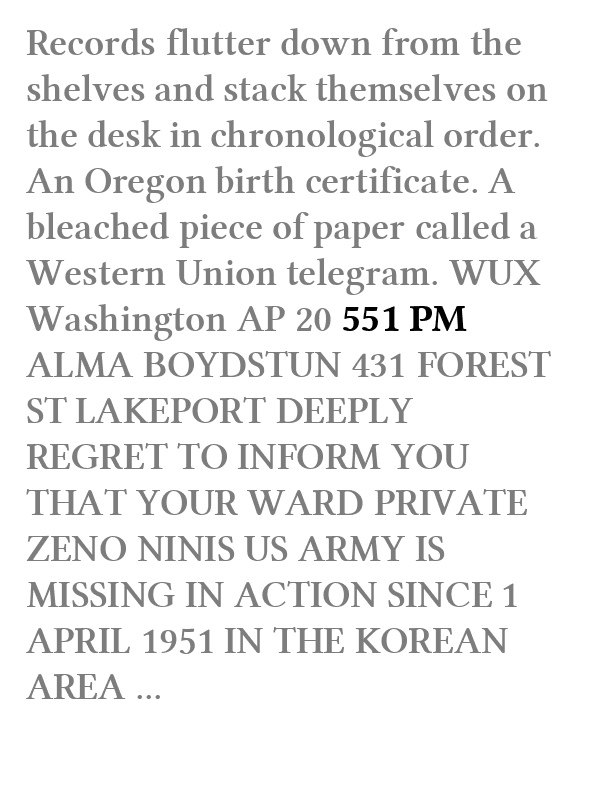 Records flutter down from the
shelves and stack themselves on
the desk in chronological order.
An Oregon birth certificate. A
bleached piece of paper called a
Western Union telegram. WUX
Washington AP 20 551 PM
ALMA BOYDSTUN 431 FOREST
ST LAKEPORT DEEPLY
REGRET TO INFORM YOU
THAT YOUR WARD PRIVATE
ZENO NINIS US ARMY IS
MISSING IN ACTION SINCE 1
APRIL 1951 IN THE KOREAN
AREA ...